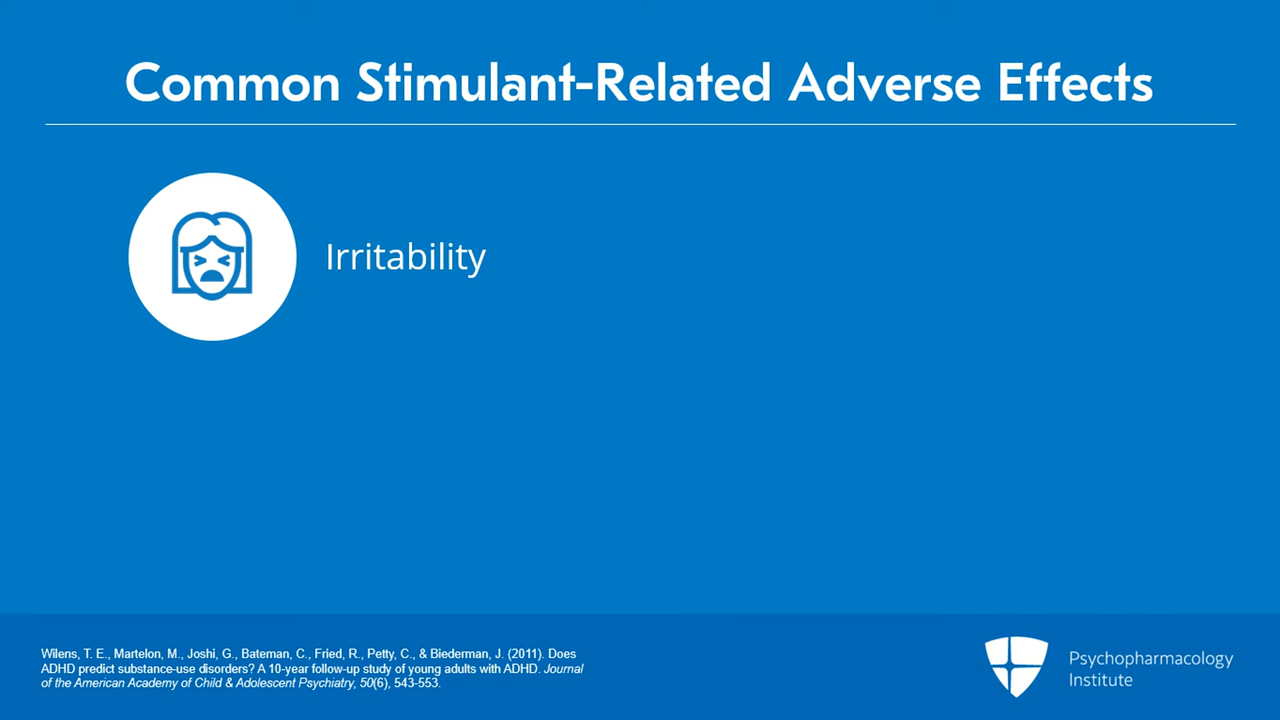 Common Stimulant-Related Adverse Effects
Irritability
Wilens, T. E., Martelon, M., Joshi, G., Bateman, C., Fried, R., Petty, C., & Biederman, J. (2011). Does
ADHD predict substance-use disorders? A 10-year follow-up study of young adults with ADHD. Journal
of the American Academy of Child & Adolescent Psychiatry, 50(6), 543-553.
Psychopharmacology
Institute